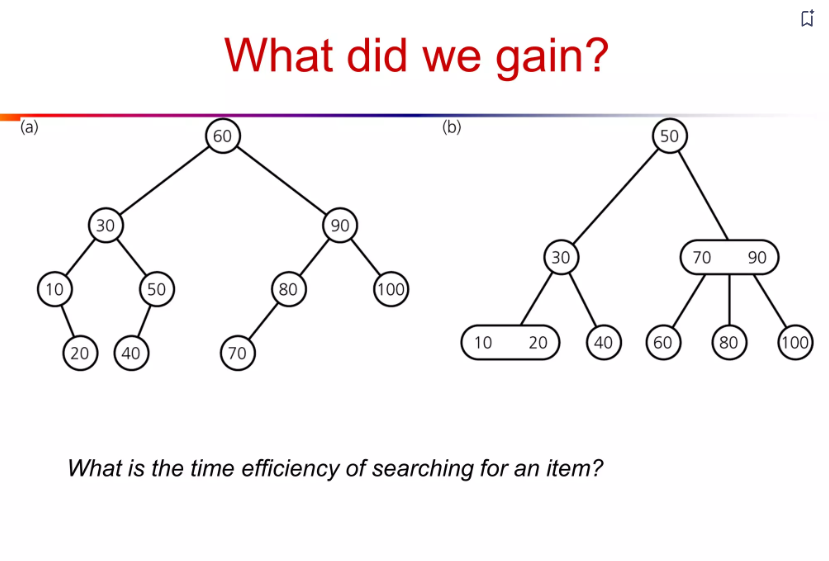 What did we gain?
(a)
60
30 90
10 50 80 100
20 40 70
(b)
50
30 70 90
10 20 40 60 80 100
What is the time efficiency of searching for an item?